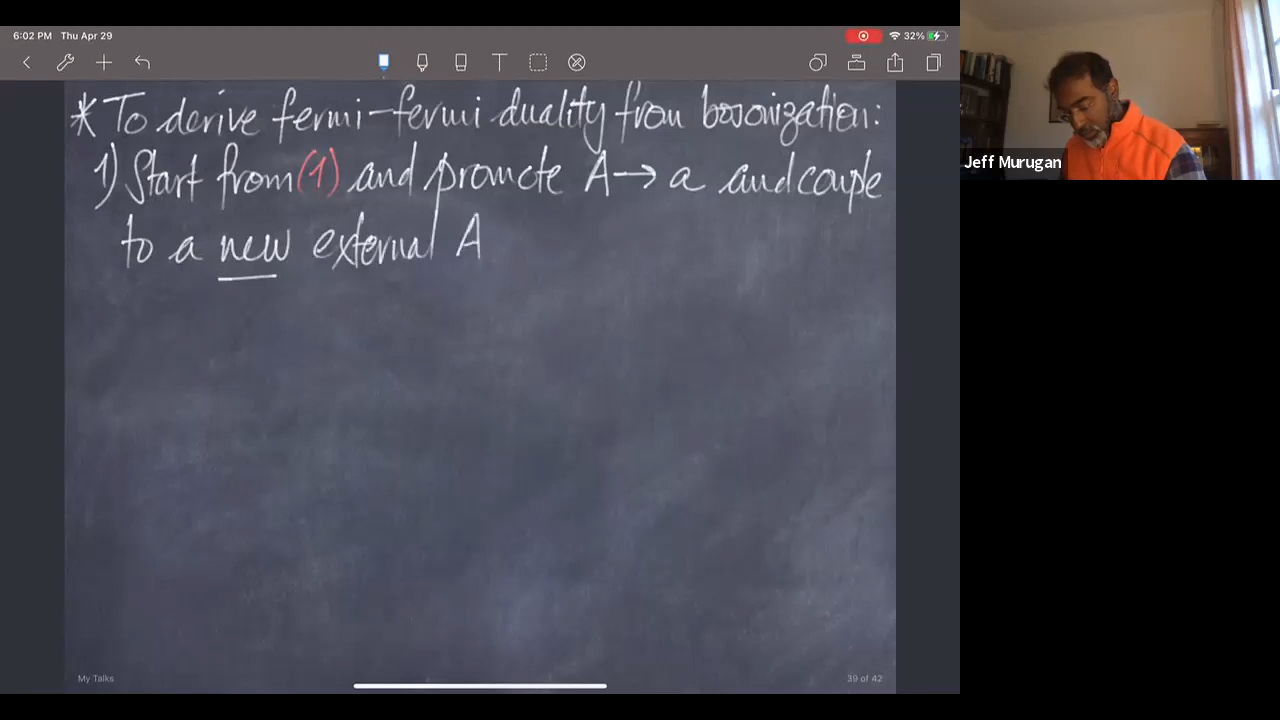 6:02 PM Thu Apr 29
32%
* To derive fermi-fermi duality from bosonization:
1) Start from (1) and promote A → a and couple
to a new external A
Jeff Murugan
My Talks
39 of 42